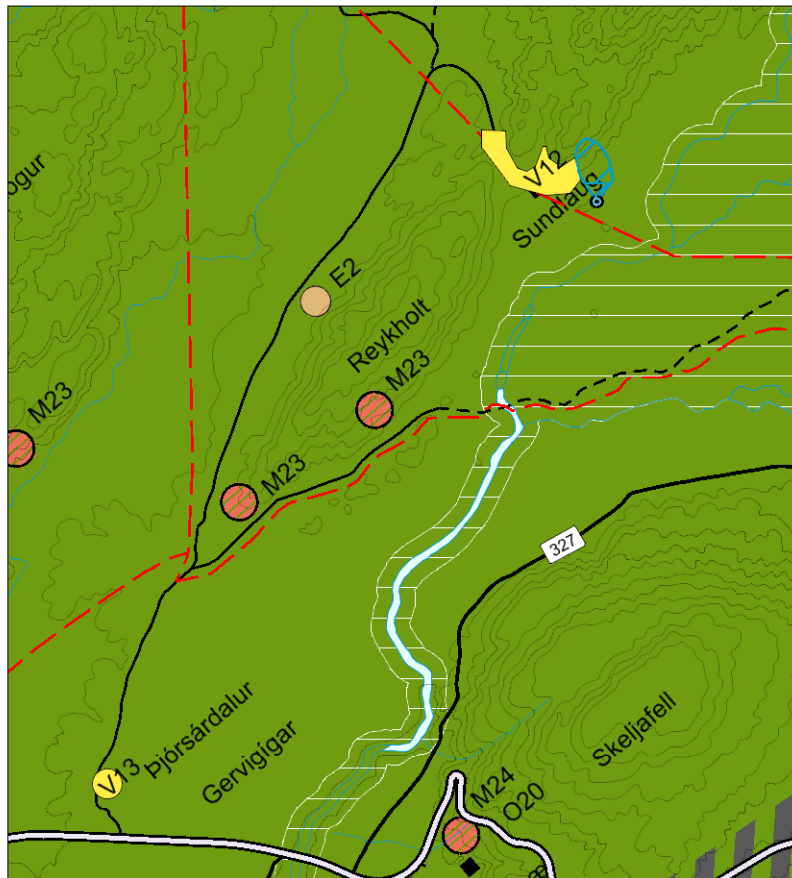 V12
Sundlaug
ogur
E2
Reykholt
M23
M23
M23
327
Skeljafell
Þjórsárdalur
V13
Gervigígar
M24
O20
æ